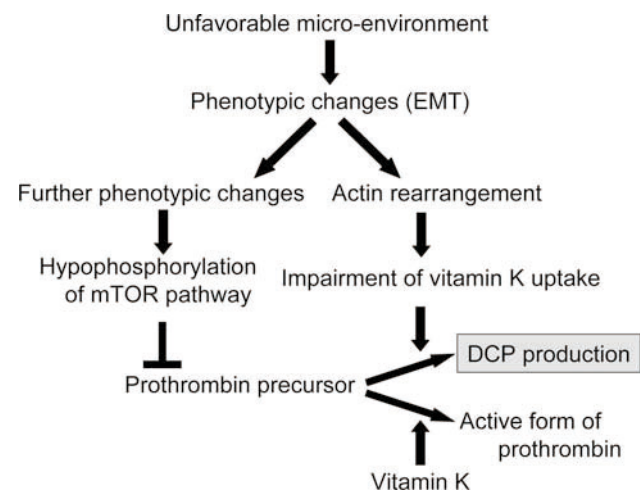 Unfavorable micro-environment
Phenotypic changes (EMT)
Further phenotypic changes
Actin rearrangement
Hypophosphorylation
of mTOR pathway
Impairment of vitamin K uptake
DCP production
Prothrombin precursor
Active form of
prothrombin
Vitamin K